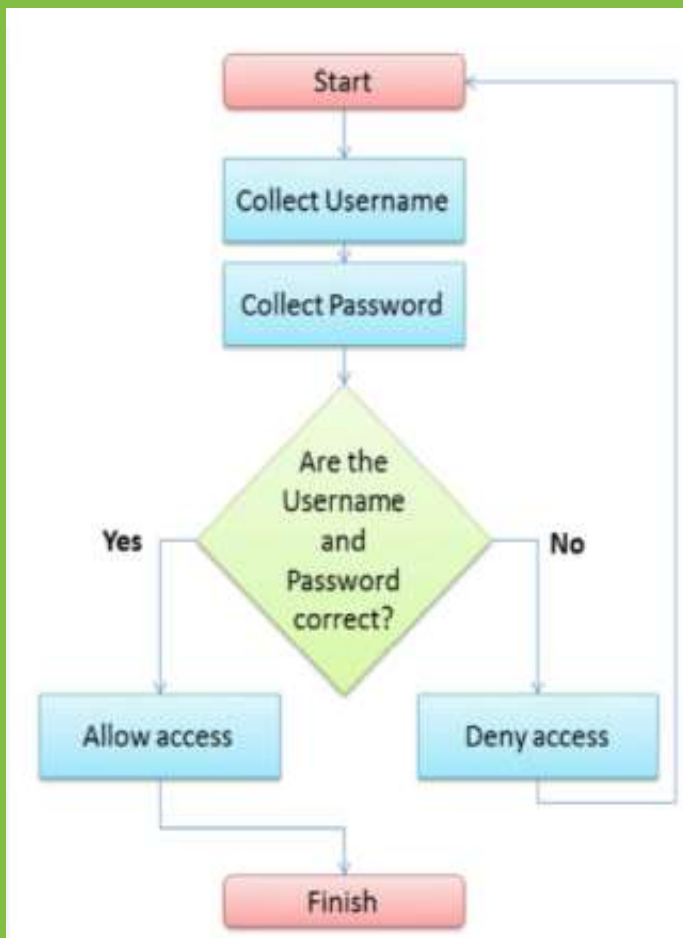 Start
Collect Username
Collect Password
Are the
Username
and
Password
correct?
Yes
No
Allow access
Deny access
Finish